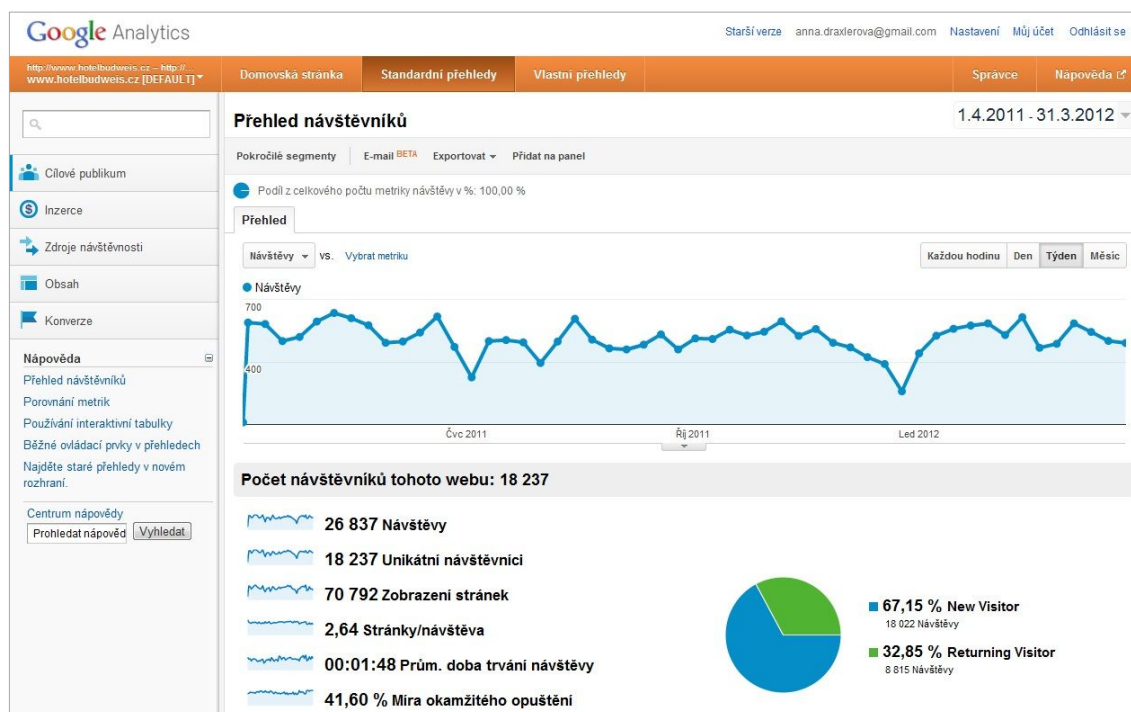 Google Analytics
Starší verze anna.draxlerova@gmail.com Nastavení Můj účet Odhlásit se
http://www.hotelbudweis.cz – http://...
www.hotelbudweis.cz [DEFAULT]
Domovská stránka Standardní přehledy Vlastní přehledy Správce Nápověda
Přehled návštěvníků
1.4.2011 - 31.3.2012
Pokročilé segmenty E-mail BETA Exportovat Přidat na panel
Cílové publikum
Inzerce
Zdroje návštěvnosti
Obsah
Konverze
Nápověda
Přehled návštěvníků
Porovnání metrik
Používání interaktivní tabulky
Běžné ovládací prvky v přehledech
Najděte staré přehledy v novém
rozhraní.
Centrum nápovědy
Prohledat nápověd Vyhledat
Podíl z celkového počtu metriky návštěvy v %: 100,00 %
Přehled
Návštěvy vs. Vybrat metriku
Každou hodinu Den Týden Měsíc
Návštěvy
700
400
Čvc 2011 Říj 2011 Led 2012
Počet návštěvníků tohoto webu: 18 237
26 837 Návštěvy
18 237 Unikátní návštěvníci
70 792 Zobrazení stránek
2,64 Stránky/návštěva
00:01:48 Prům. doba trvání návštěvy
41,60 % Míra okamžitého opuštění
67,15 % New Visitor
18 022 Návštěvy
32,85 % Returning Visitor
8 815 Návštěvy